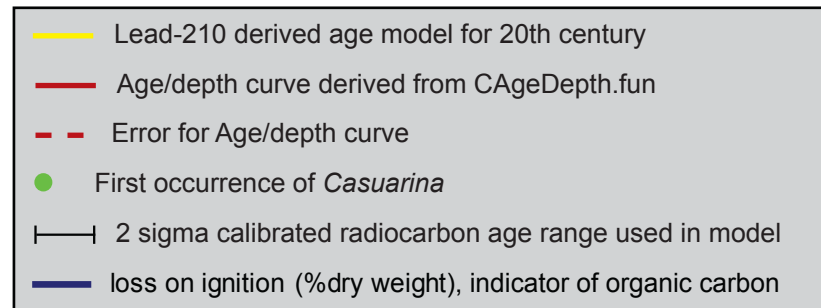 Lead-210 derived age model for 20th century
Age/depth curve derived from CAgeDepth.fun
Error for Age/depth curve
First occurrence of Casuarina
2 sigma calibrated radiocarbon age range used in model
loss on ignition (%dry weight), indicator of organic carbon